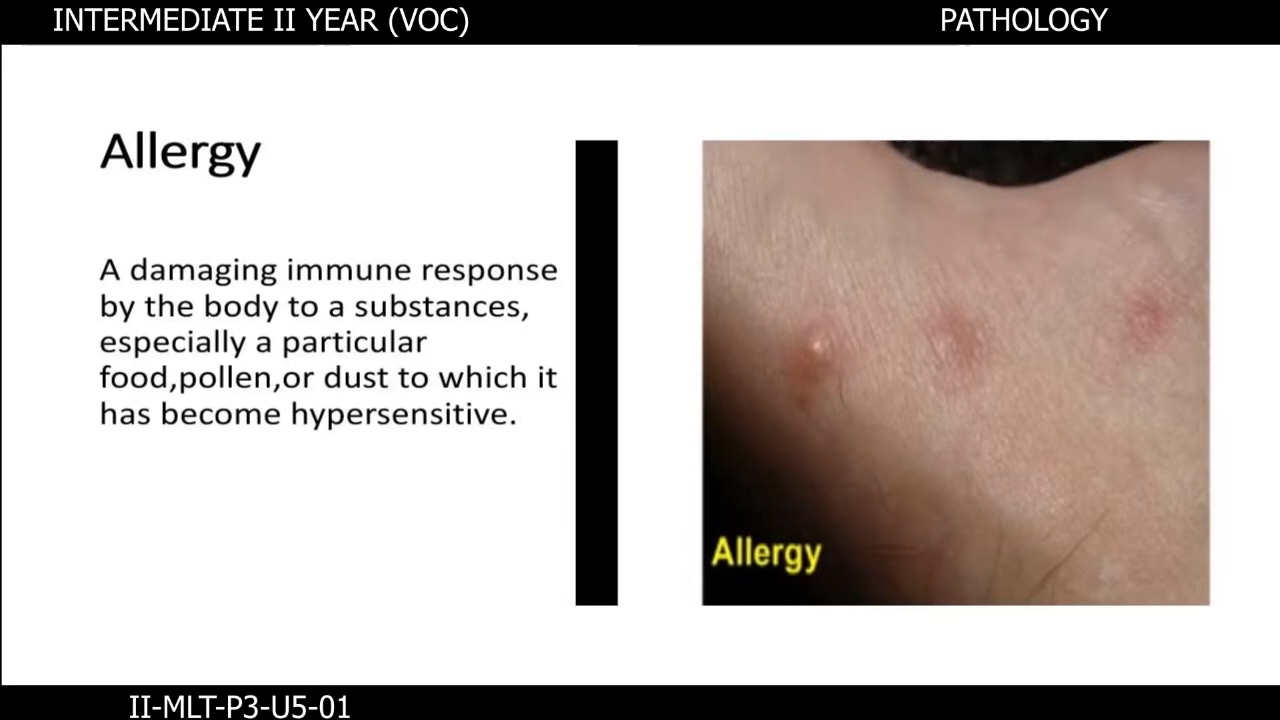 INTERMEDIATE II YEAR (VOC)
PATHOLOGY
Allergy
A damaging immune response
by the body to a substances,
especially a particular
food,pollen,or dust to which it
has become hypersensitive.
Allergy
II-MLT-P3-U5-01